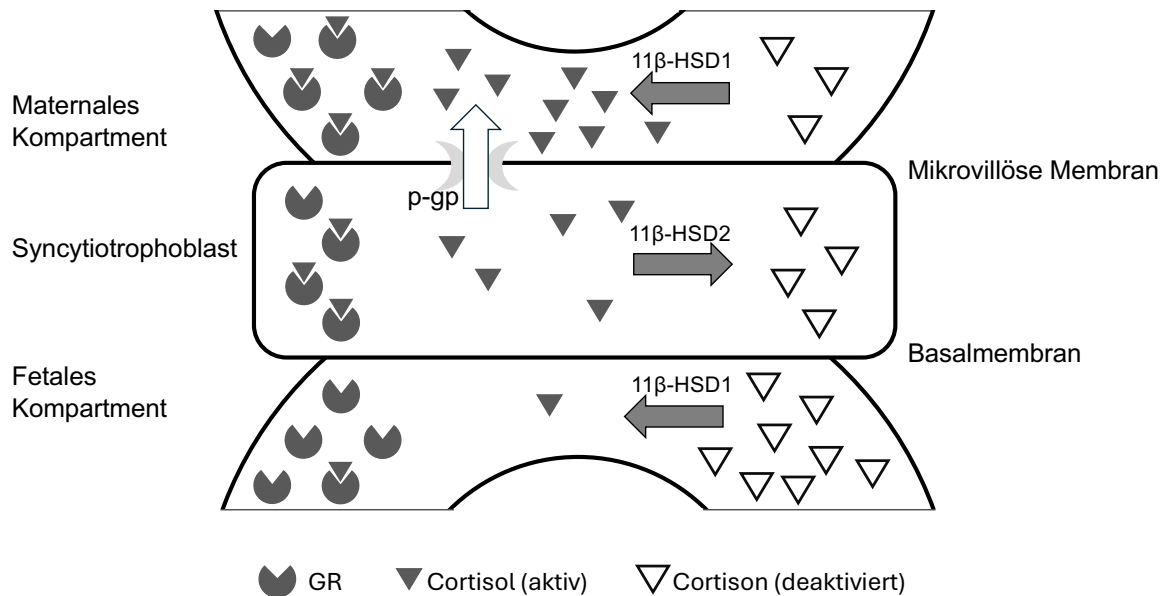 11β-HSD1
Maternales
Kompartment
Mikrovillöse Membran
p-gp
Syncytiotrophoblast
11β-HSD2
Basalmembran
Fetales
Kompartment
11β-HSD1
GR
Cortisol (aktiv)
Cortison (deaktiviert)